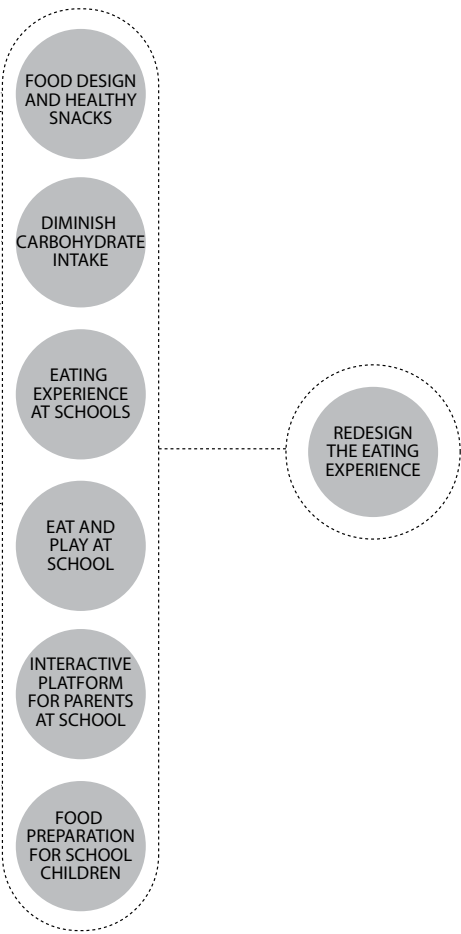 FOOD DESIGN
AND HEALTHY
SNACKS
DIMINISH
CARBOHYDRATE
INTAKE
EATING
EXPERIENCE
AT SCHOOLS
EAT AND
PLAY AT
SCHOOL
INTERACTIVE
PLATFORM
FOR PARENTS
AT SCHOOL
FOOD
PREPARATION
FOR SCHOOL
CHILDREN
REDESIGN
THE EATING
EXPERIENCE